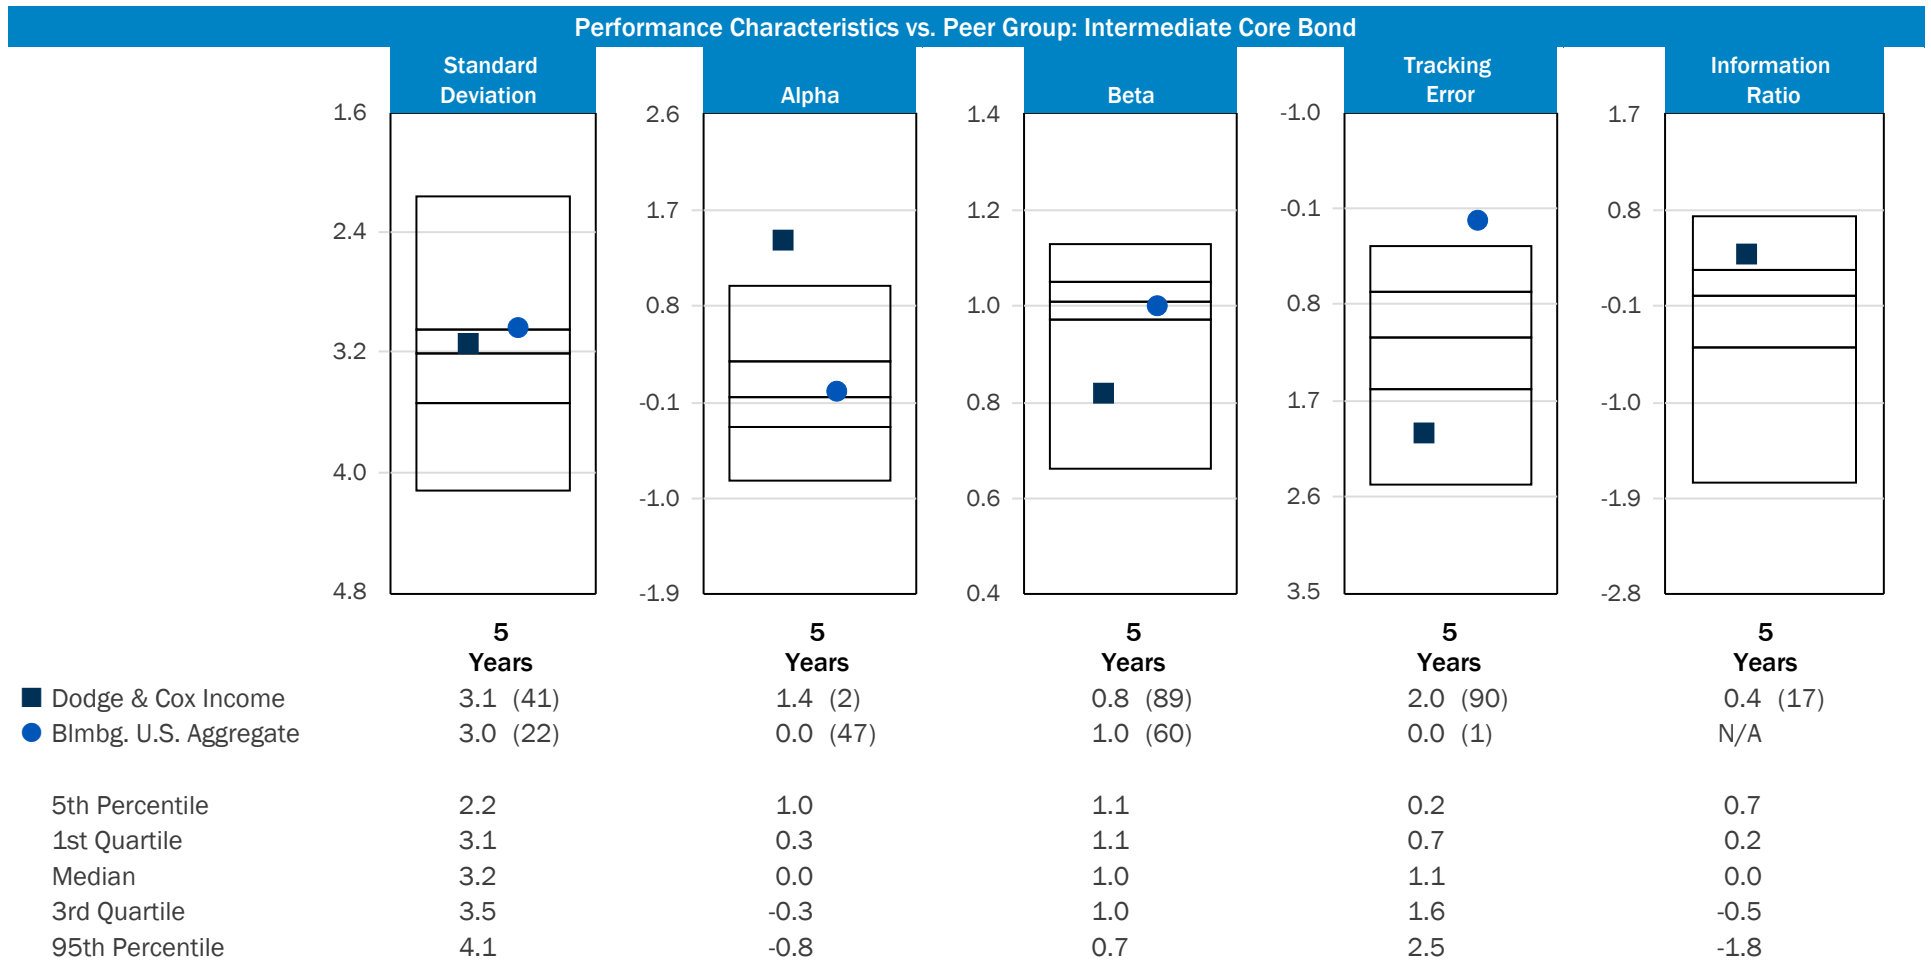 Performance Characteristics vs. Peer Group: Intermediate Core Bond
Standard
Deviation
1.6
2.4
3.2
4.0
4.8
Alpha
2.6
1.7
0.8
-0.1
-1.0
-1.9
Beta
1.4
1.2
1.0
0.8
0.6
0.4
Tracking
Error
-1.0
-0.1
0.8
1.7
2.6
3.5
Information
Ratio
1.7
0.8
-0.1
-1.0
-1.9
-2.8
5 5 5 5 5
Years Years Years Years Years
Dodge & Cox Income 3.1 (41) 1.4 (2) 0.8 (89) 2.0 (90) 0.4 (17)
Blmbg. U.S. Aggregate 3.0 (22) 0.0 (47) 1.0 (60) 0.0 (1) N/A
5th Percentile 2.2 1.0 1.1 0.2 0.7
1st Quartile 3.1 0.3 1.1 0.7 0.2
Median 3.2 0.0 1.0 1.1 0.0
3rd Quartile 3.5 -0.3 1.0 1.6 -0.5
95th Percentile 4.1 -0.8 0.7 2.5 -1.8